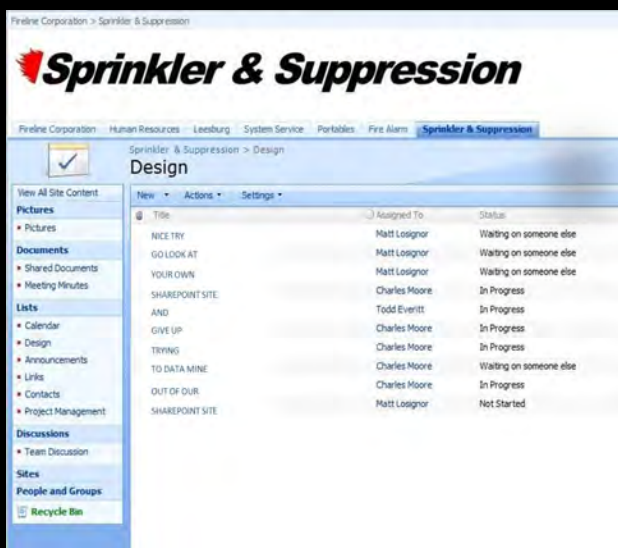 Fireline Corporation > Sprinkler & Suppression
Sprinkler & Suppression
Fireline Corporation Human Resources Leesburg System Service Portables Fire Alarm Sprinkler & Suppression
Sprinkler & Suppression > Design
Design
View All Site Content
Pictures
Pictures
Documents
Shared Documents
Meeting Minutes
Lists
Calendar
Design
Announcements
Links
Contacts
Project Management
Discussions
Team Discussion
Sites
People and Groups
Recycle Bin
New Actions Settings
Title Assigned To Status
NICE TRY Matt Losignor Waiting on someone else
GO LOOK AT Matt Losignor Waiting on someone else
YOUR OWN Matt Losignor Waiting on someone else
SHAREPOINT SITE Charles Moore In Progress
AND Todd Everitt In Progress
GIVE UP Charles Moore In Progress
TRYING Charles Moore In Progress
TO DATA MINE Charles Moore Waiting on someone else
OUT OF OUR Charles Moore In Progress
SHAREPOINT SITE Matt Losignor Not Started